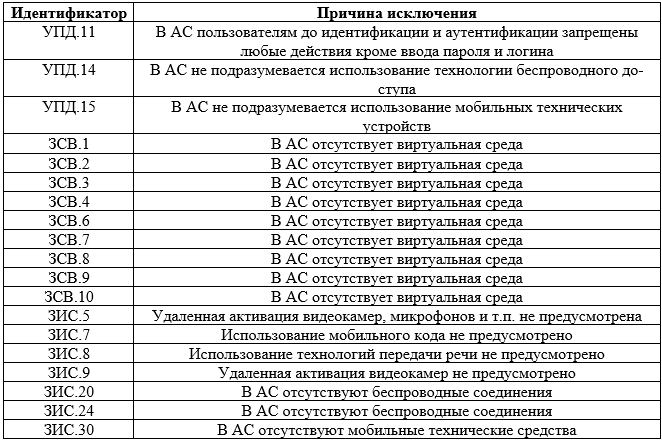 Идентификатор Причина исключения
УПД.11 В АС пользователям до идентификации и аутентификации запрещены
любые действия кроме ввода пароля и логина
УПД.14 В АС не подразумевается использование технологии беспроводного до-
ступа
УПД.15 В АС не подразумевается использование мобильных технических
устройств
ЗСВ.1 В АС отсутствует виртуальная среда
ЗСВ.2 В АС отсутствует виртуальная среда
ЗСВ.3 В АС отсутствует виртуальная среда
ЗСВ.4 В АС отсутствует виртуальная среда
ЗСВ.6 В АС отсутствует виртуальная среда
ЗСВ.7 В АС отсутствует виртуальная среда
ЗСВ.8 В АС отсутствует виртуальная среда
ЗСВ.9 В АС отсутствует виртуальная среда
ЗСВ.10 В АС отсутствует виртуальная среда
ЗИС.5 Удаленная активация видеокамер, микрофонов и т.п. не предусмотрена
ЗИС.7 Использование мобильного кода не предусмотрено
ЗИС.8 Использование технологий передачи речи не предусмотрено
ЗИС.9 Удаленная активация видеокамер не предусмотрено
ЗИС.20 В АС отсутствуют беспроводные соединения
ЗИС.24 В АС отсутствуют беспроводные соединения
ЗИС.30 В АС отсутствуют мобильные технические средства